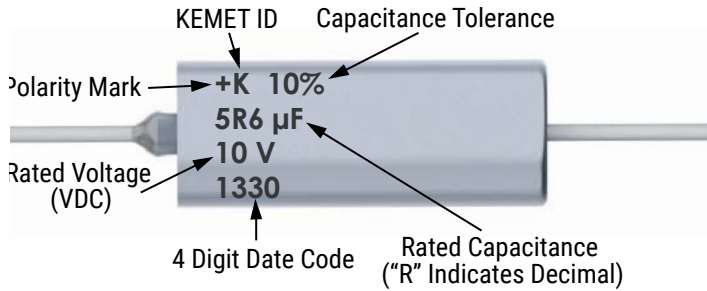 KEMET ID
Capacitance Tolerance
Polarity Mark
+K 10%
5R6 µF
10 V
1330
Rated Voltage
(VDC)
4 Digit Date Code
Rated Capacitance
(“R” Indicates Decimal)